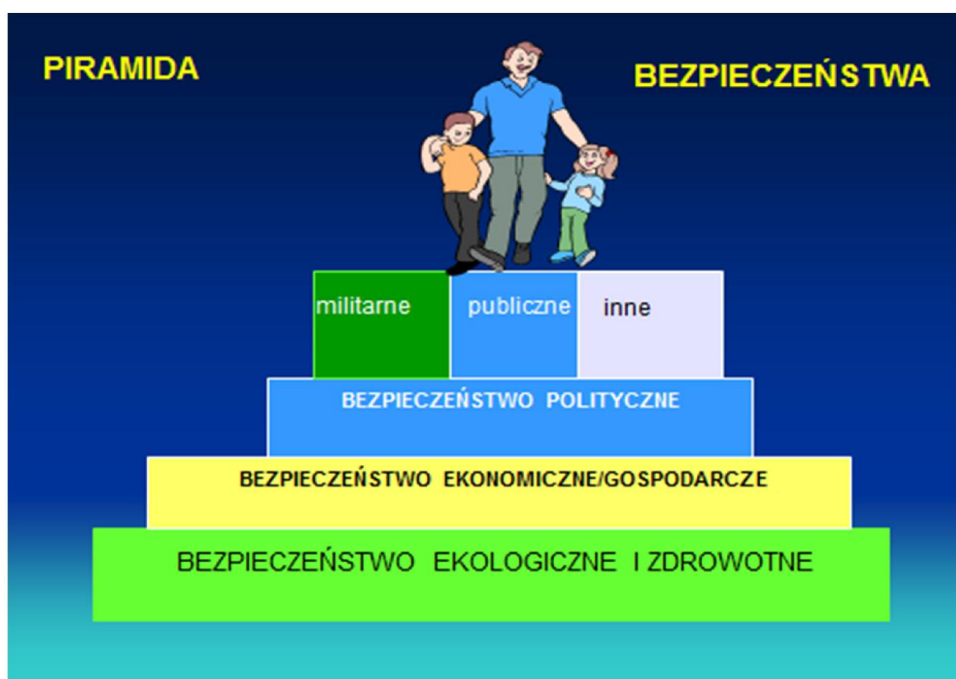 PIRAMIDA
BEZPIECZEŃSTWA
militarne
publiczne
inne
BEZPIECZEŃSTWO POLITYCZNE
BEZPIECZEŃSTWO EKONOMICZNE/GOSPODARCZE
BEZPIECZEŃSTWO EKOLOGICZNE I ZDROWOTNE